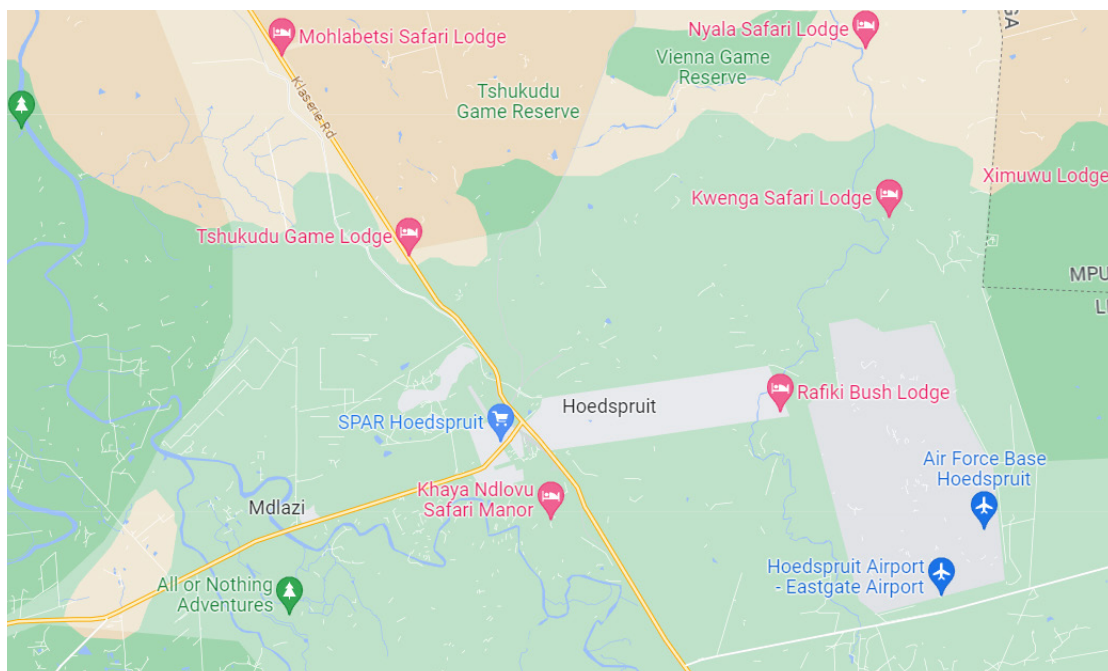 Mohlabetsi Safari Lodge
Nyala Safari Lodge
GA
Vienna Game
Reserve
Klaserie Rd
Tshukudu
Game Reserve
Ximuwu Lodge
Kwenga Safari Lodge
Tshukudu Game Lodge
MPU
LI
Rafiki Bush Lodge
Hoedspruit
SPAR Hoedspruit
Air Force Base
Hoedspruit
Khaya Ndlovu
Safari Manor
Mdlazi
Hoedspruit Airport
- Eastgate Airport
All or Nothing
Adventures